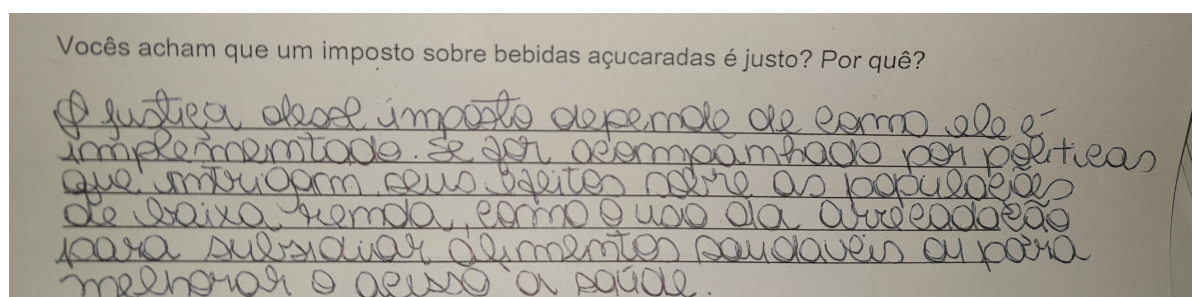 Vocês acham que um imposto sobre bebidas açucaradas é justo? Por quê?
A justiça desse imposto depende de como ele é
implementado. Se for acompanhado por políticas
que mitrigam seus efeitos sobre as populações
de baixa renda, como o uso da arrecadação
para subsidiar alimentos saudaveis ou para
melhorar o acesso à saúde.